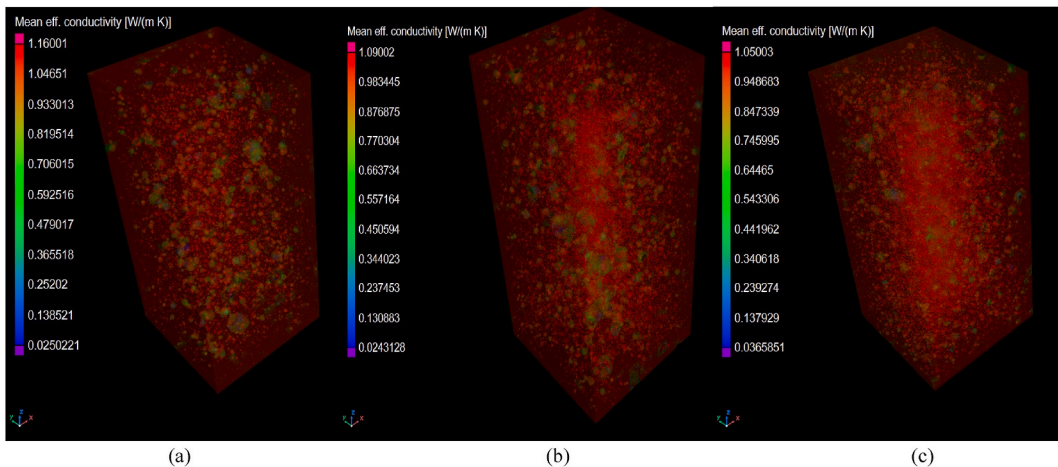 Mean eff. conductivity [W/(m K)]
1.16001
1.04651
0.933013
0.819514
0.706015
0.592516
0.479017
0.365518
0.25202
0.138521
0.0250221
z
y
x
(a)
Mean eff. conductivity [W/(m K)]
1.09002
0.983445
0.876875
0.770304
0.663734
0.557164
0.450594
0.344023
0.237453
0.130883
0.0243128
z
y
x
(b)
Mean eff. conductivity [W/(m K)]
1.05003
0.948683
0.847339
0.745995
0.64465
0.543306
0.441962
0.340618
0.239274
0.137929
0.0365851
z
y
x
(c)